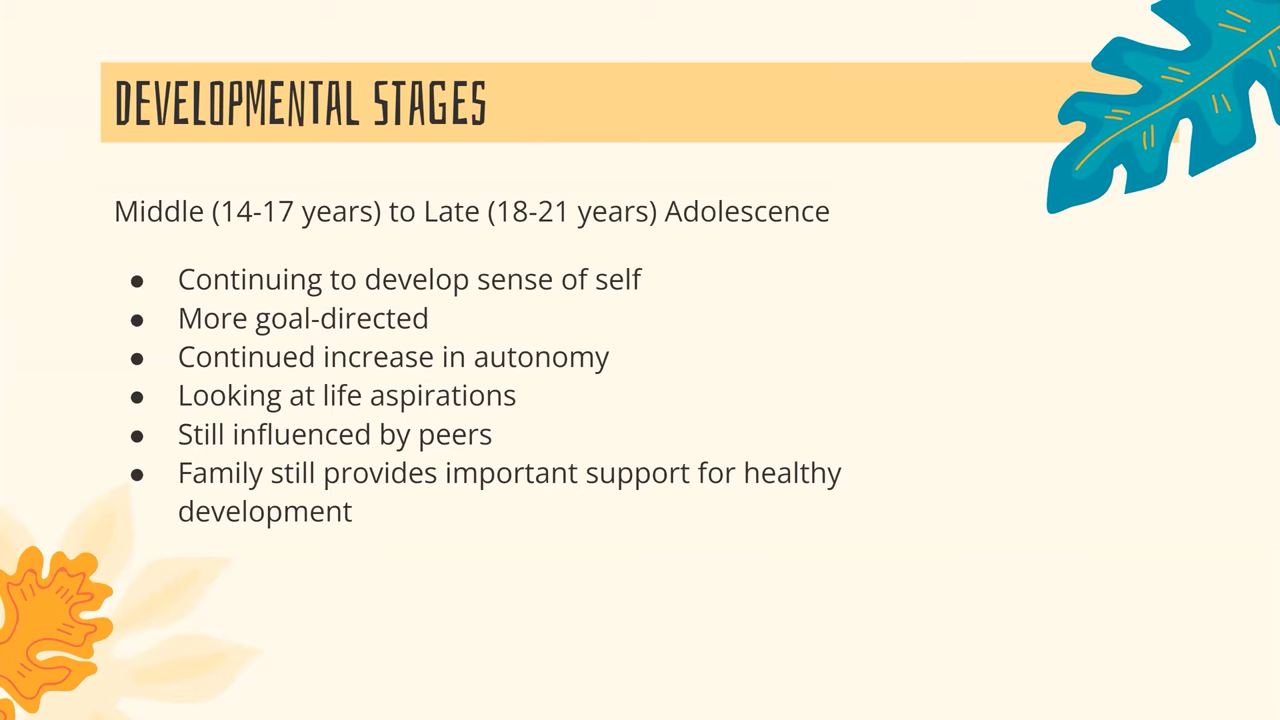 DEVELOPMENTAL STAGES
Middle (14-17 years) to Late (18-21 years) Adolescence
● Continuing to develop sense of self
● More goal-directed
● Continued increase in autonomy
● Looking at life aspirations
● Still influenced by peers
● Family still provides important support for healthy
development